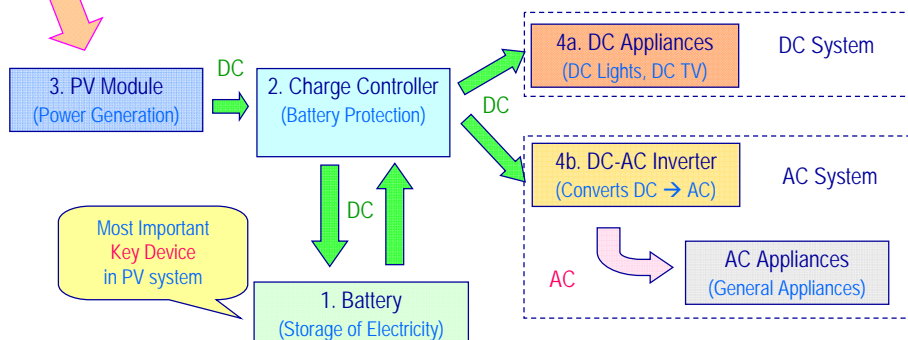 3. PV Module
(Power Generation)
DC
2. Charge Controller
(Battery Protection)
DC
4a. DC Appliances
(DC Lights, DC TV)
DC System
4b. DC-AC Inverter
(Converts DC → AC)
AC System
DC
Most Important
Key Device
in PV system
1. Battery
(Storage of Electricity)
AC
AC Appliances
(General Appliances)